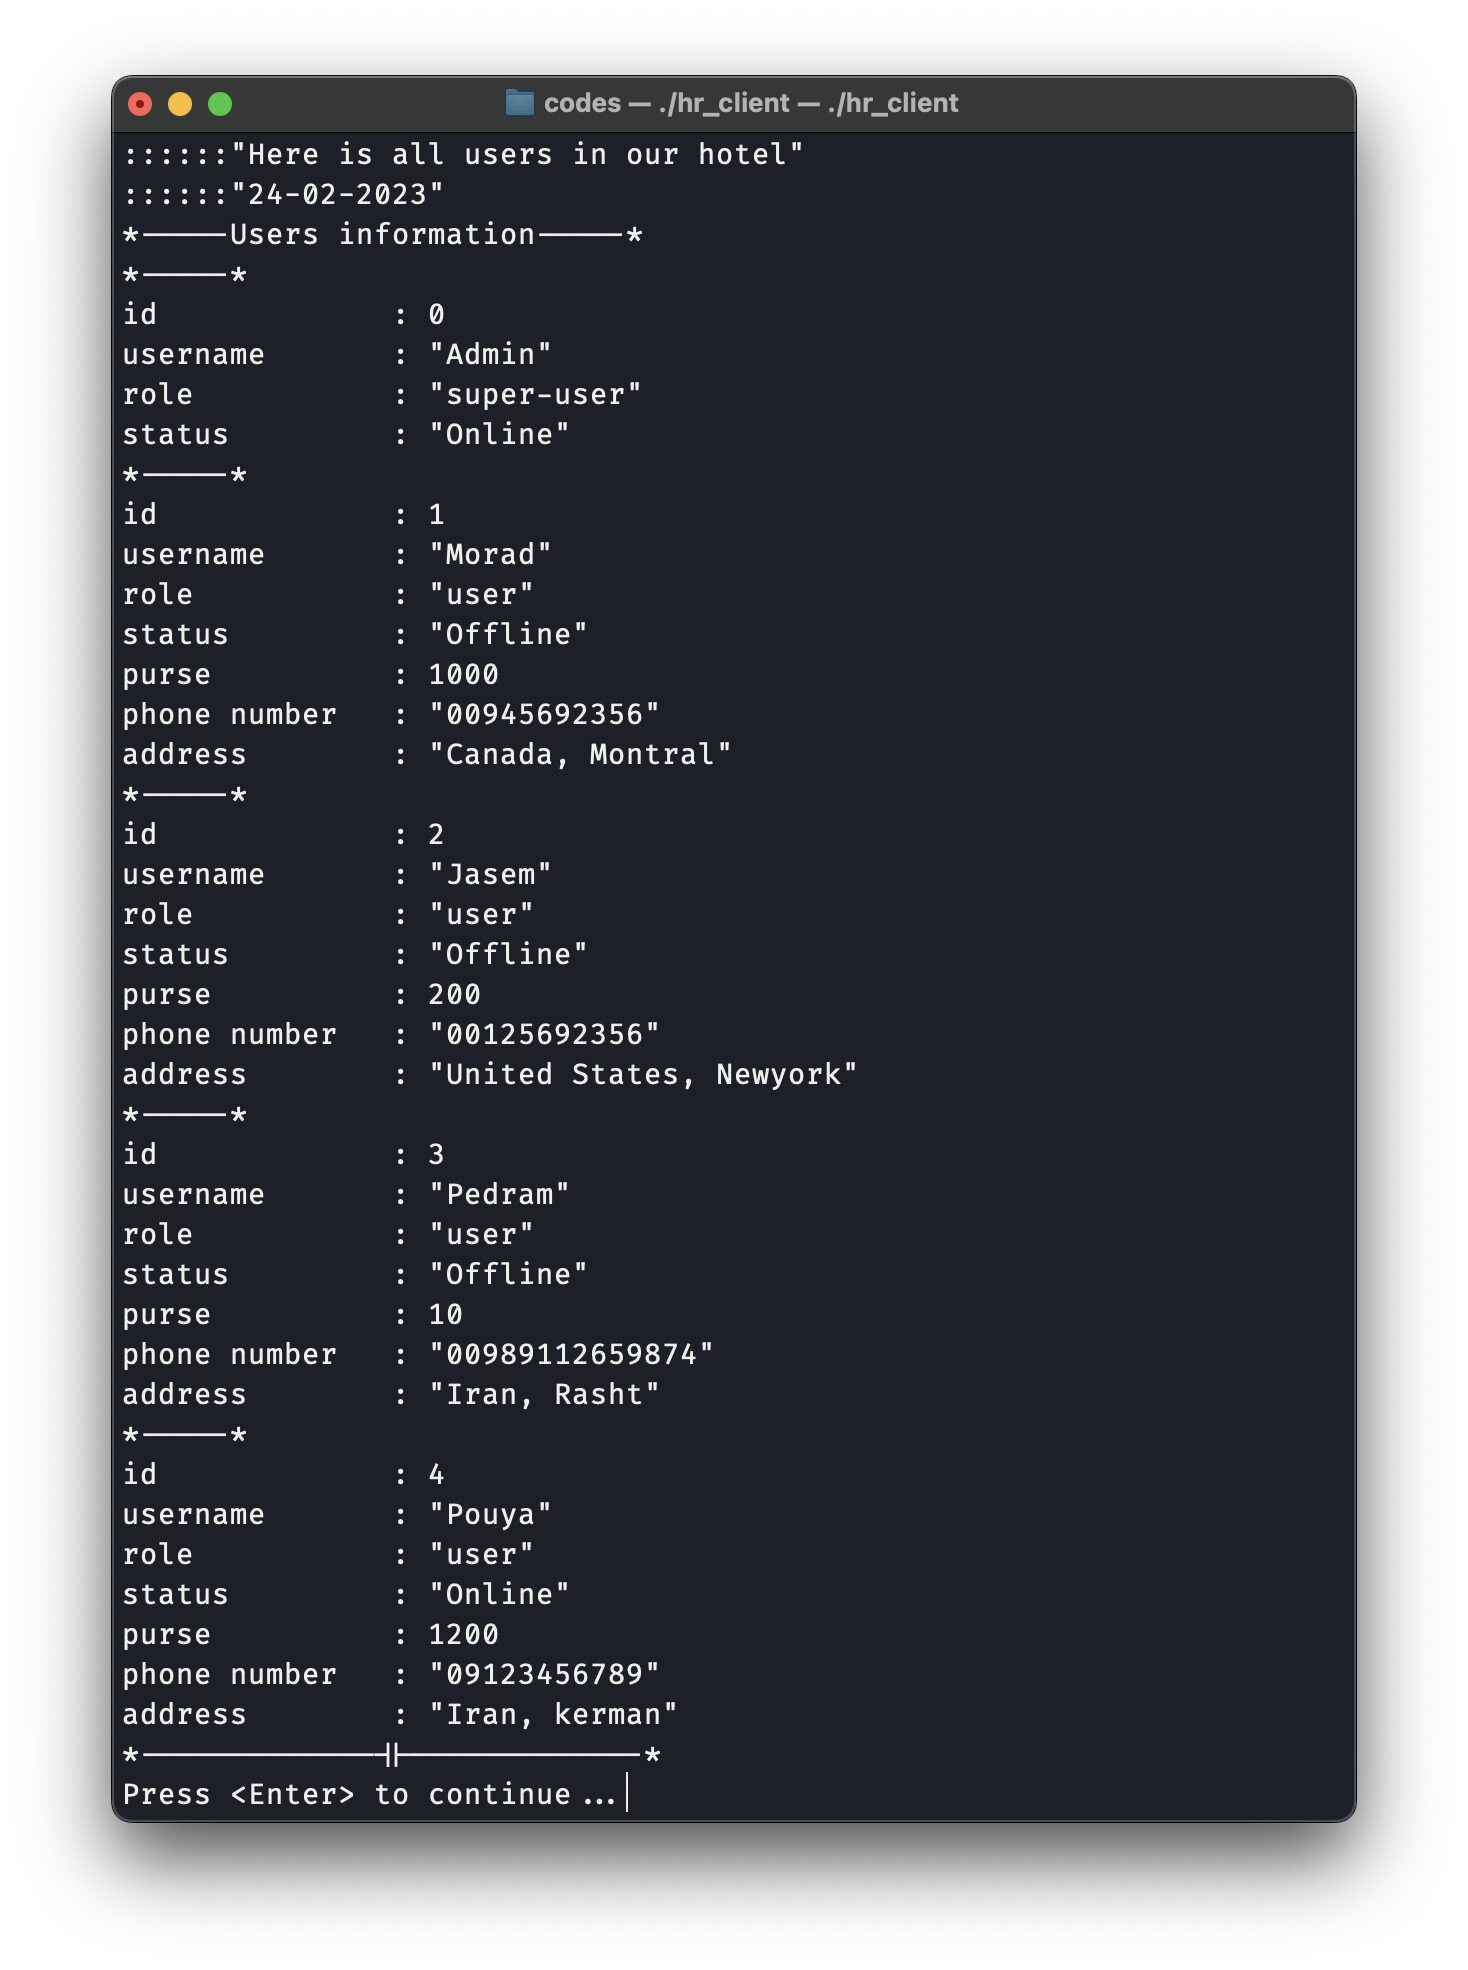 codes — ./hr_client — ./hr_client
::::::"Here is all users in our hotel"
::::::"24-02-2023"
*-----Users information-----*
*-----*
id             : 0
username       : "Admin"
role           : "super-user"
status         : "Online"
*-----*
id             : 1
username       : "Morad"
role           : "user"
status         : "Offline"
purse          : 1000
phone number   : "00945692356"
address        : "Canada, Montral"
*-----*
id             : 2
username       : "Jasem"
role           : "user"
status         : "Offline"
purse          : 200
phone number   : "00125692356"
address        : "United States, Newyork"
*-----*
id             : 3
username       : "Pedram"
role           : "user"
status         : "Offline"
purse          : 10
phone number   : "00989112659874"
address        : "Iran, Rasht"
*-----*
id             : 4
username       : "Pouya"
role           : "user"
status         : "Online"
purse          : 1200
phone number   : "09123456789"
address        : "Iran, kerman"
*--------------||--------------*
Press <Enter> to continue...